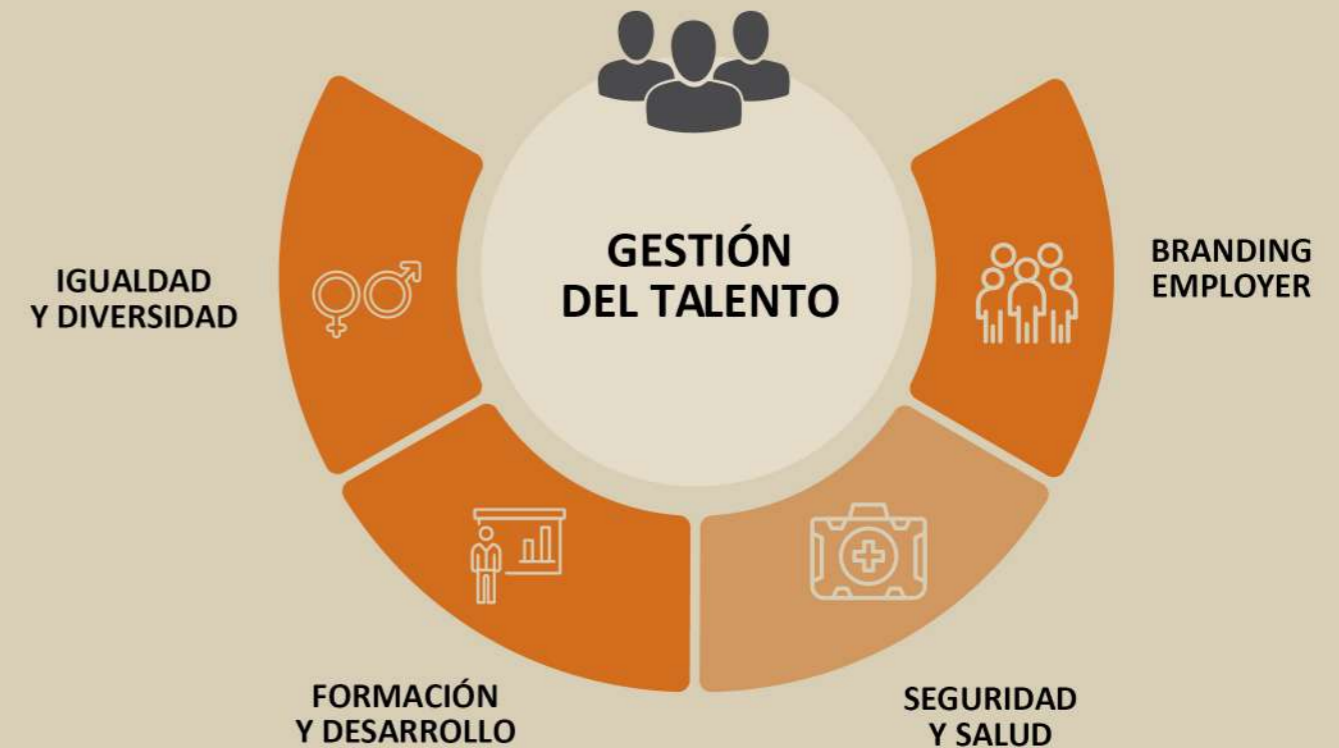 GESTIÓN
DEL TALENTO
IGUALDAD
Y DIVERSIDAD
BRANDING
EMPLOYER
FORMACIÓN
Y DESARROLLO
SEGURIDAD
Y SALUD